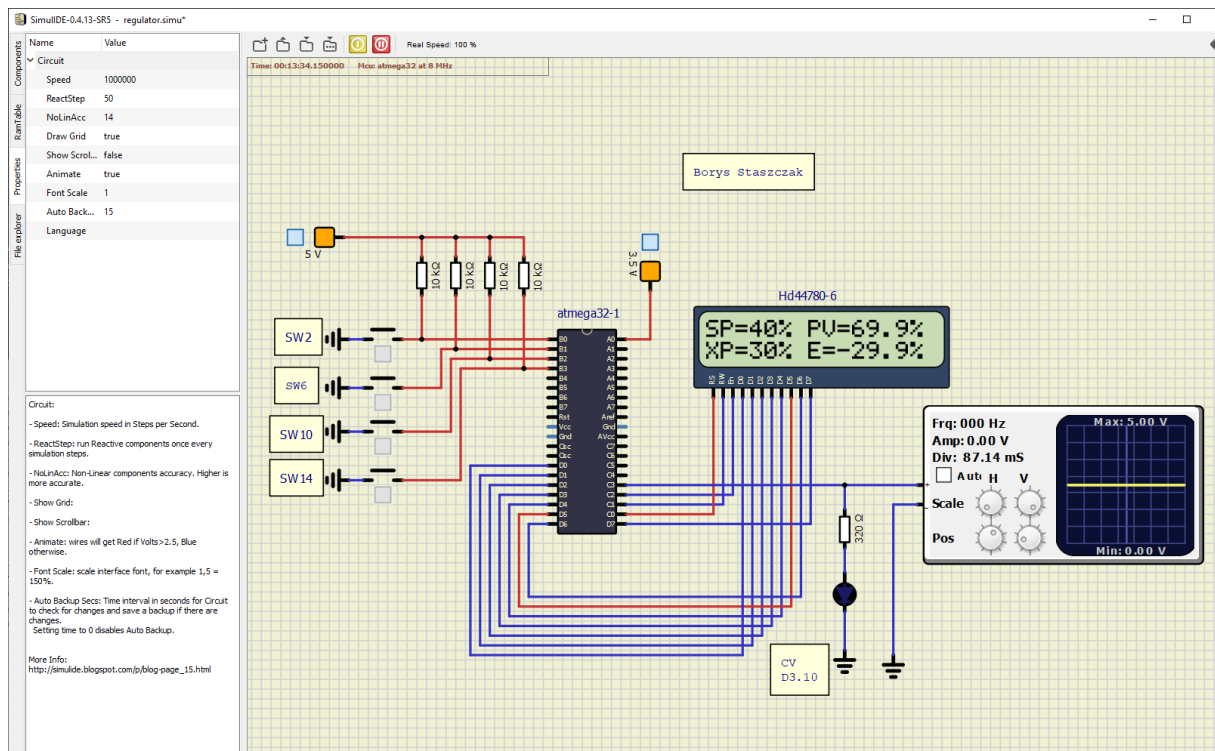 SimulIDE-0.4.13-SR5 - regulator.simu*
Components
RamTable
Properties
File explorer
Name Value
Circuit
Speed 1000000
ReactStep 50
NoLinAcc 14
Draw Grid true
Show Scrol... false
Animate true
Font Scale 1
Auto Back... 15
Language
Circuit:
- Speed: Simulation speed in Steps per Second.
- ReactStep: run Reactive components once every
simulation steps.
- NoLinAcc: Non-Linear components accuracy. Higher is
more accurate.
- Show Grid:
- Show Scrollbar:
- Animate: wires will get Red if Volts>2.5, Blue
otherwise.
- Font Scale: scale interface font, for example 1,5 =
150%.
- Auto Backup Secs: Time interval in seconds for Circuit
to check for changes and save a backup if there are
changes.
Setting time to 0 disables Auto Backup.
More Info:
http://simulide.blogspot.com/p/blog-page_15.html
Real Speed: 100 %
Time: 00:13:34.150000 Mcu: atmega32 at 8 MHz
Borys Staszczak
5 V
3.5 V
10 kΩ
10 kΩ
10 kΩ
10 kΩ
SW2
SW6
SW10
SW14
atmega32-1
B0
B1
B2
B3
B4
B5
B6
B7
Rst
Vcc
Gnd
Osc
Osc
D0
D1
D2
D3
D4
D5
D6
A0
A1
A2
A3
A4
A5
A6
A7
Aref
Gnd
AVcc
C7
C6
C5
C4
C3
C2
C1
C0
D7
Hd44780-6
SP=40% PV=69.9%
XP=30% E=-29.9%
RS RW En D0 D1 D2 D3 D4 D5 D6 D7
320 Ω
CV
D3.10
Frq: 000 Hz
Amp: 0.00 V
Div: 87.14 mS
Auto H V
Scale
Pos
Max: 5.00 V
Min: 0.00 V